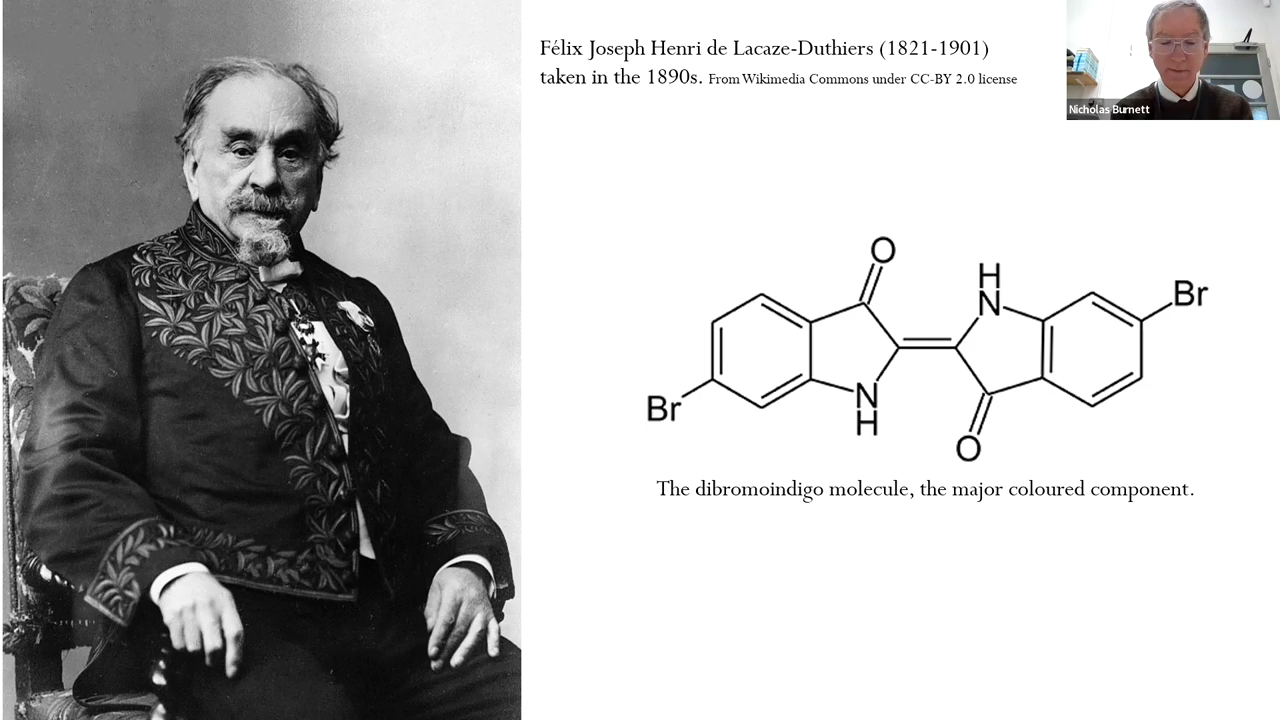 Félix Joseph Henri de Lacaze-Duthiers (1821-1901)
taken in the 1890s. From Wikimedia Commons under CC-BY 2.0 license
Nicholas Burnett
O
H
N
Br
Br
N
H
O
The dibromoindigo molecule, the major coloured component.